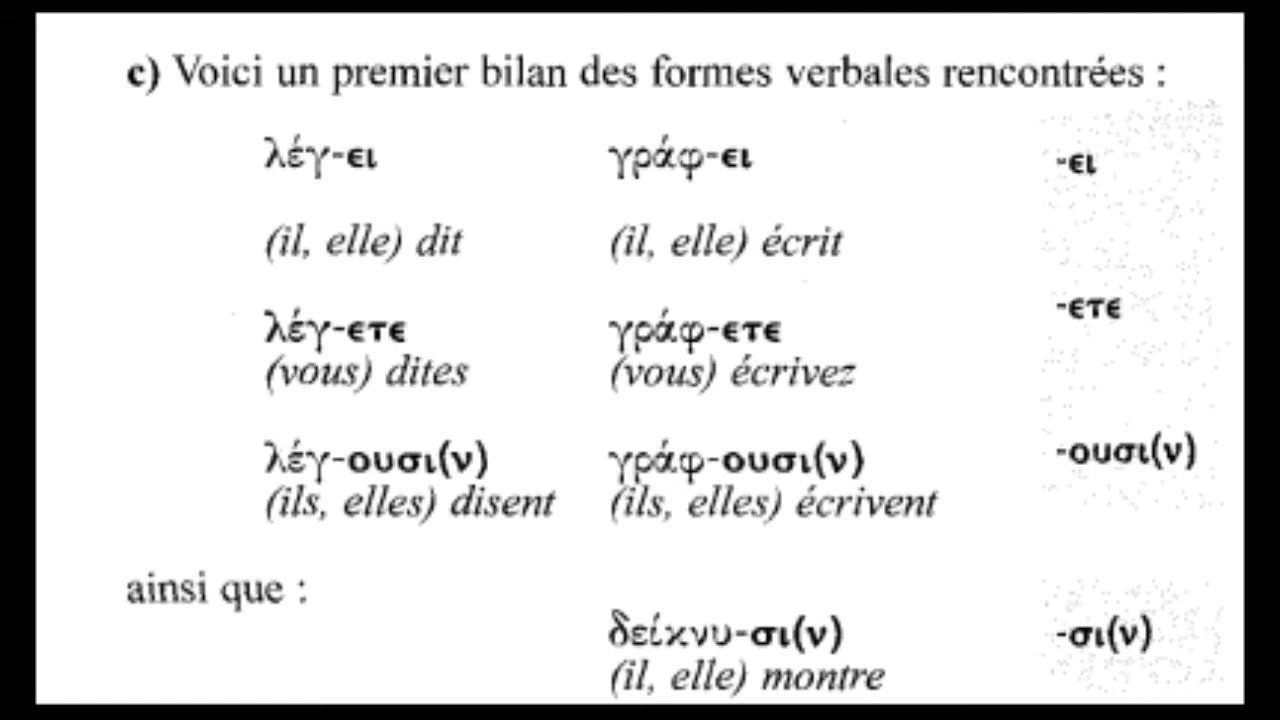 c) Voici un premier bilan des formes verbales rencontrées :
λέγ-ει γράφ-ει -ει
(il, elle) dit (il, elle) écrit
λέγ-ετε γράφ-ετε -ετε
(vous) dites (vous) écrivez
λέγ-ουσι(ν) γράφ-ουσι(ν) -ουσι(ν)
(ils, elles) disent (ils, elles) écrivent
ainsi que :
δείκνυ-σι(ν) -σι(ν)
(il, elle) montre